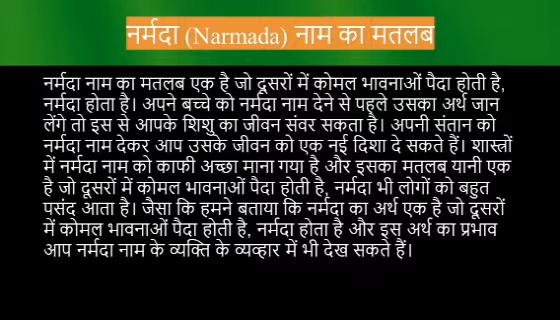 नर्मदा (Narmada) नाम का मतलब
नर्मदा नाम का मतलब एक है जो दूसरों में कोमल भावनाओं पैदा होती है,
नर्मदा होता है। अपने बच्चे को नर्मदा नाम देने से पहले उसका अर्थ जान
लेंगे तो इस से आपके शिशु का जीवन संवर सकता है। अपनी संतान को
नर्मदा नाम देकर आप उसके जीवन को एक नई दिशा दे सकते हैं। शास्त्रों
में नर्मदा नाम को काफी अच्छा माना गया है और इसका मतलब यानी एक
है जो दूसरों में कोमल भावनाओं पैदा होती है, नर्मदा भी लोगों को बहुत
पसंद आता है। जैसा कि हमने बताया कि नर्मदा का अर्थ एक है जो दूसरों
में कोमल भावनाओं पैदा होती है, नर्मदा होता है और इस अर्थ का प्रभाव
आप नर्मदा नाम के व्यक्ति के व्यव्हार में भी देख सकते हैं।